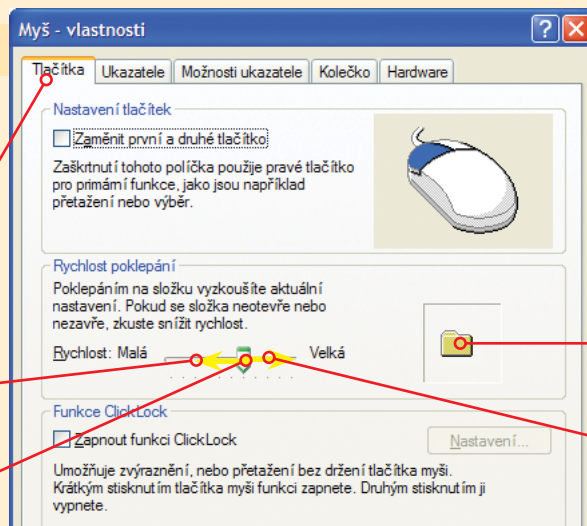 Myš - vlastnosti
Tlačítka Ukazatele Možnosti ukazatele Kolečko Hardware
Nastavení tlačítek
Zaměnit první a druhé tlačítko
Zaškrtnutí tohoto políčka použije pravé tlačítko
pro primární funkce, jako jsou například
přetažení nebo výběr.
Rychlost poklepání
Poklepáním na složku vyzkoušíte aktuální
nastavení. Pokud se složka neotevře nebo
nezavře, zkuste snížit rychlost.
Rychlost: Malá Velká
Funkce ClickLock
Zapnout funkci ClickLock Nastavení...
Umožňuje zvýraznění, nebo přetažení bez držení tlačítka myši.
Krátkým stisknutím tlačítka myši funkci zapnete. Druhým stisknutím ji
vypnete.